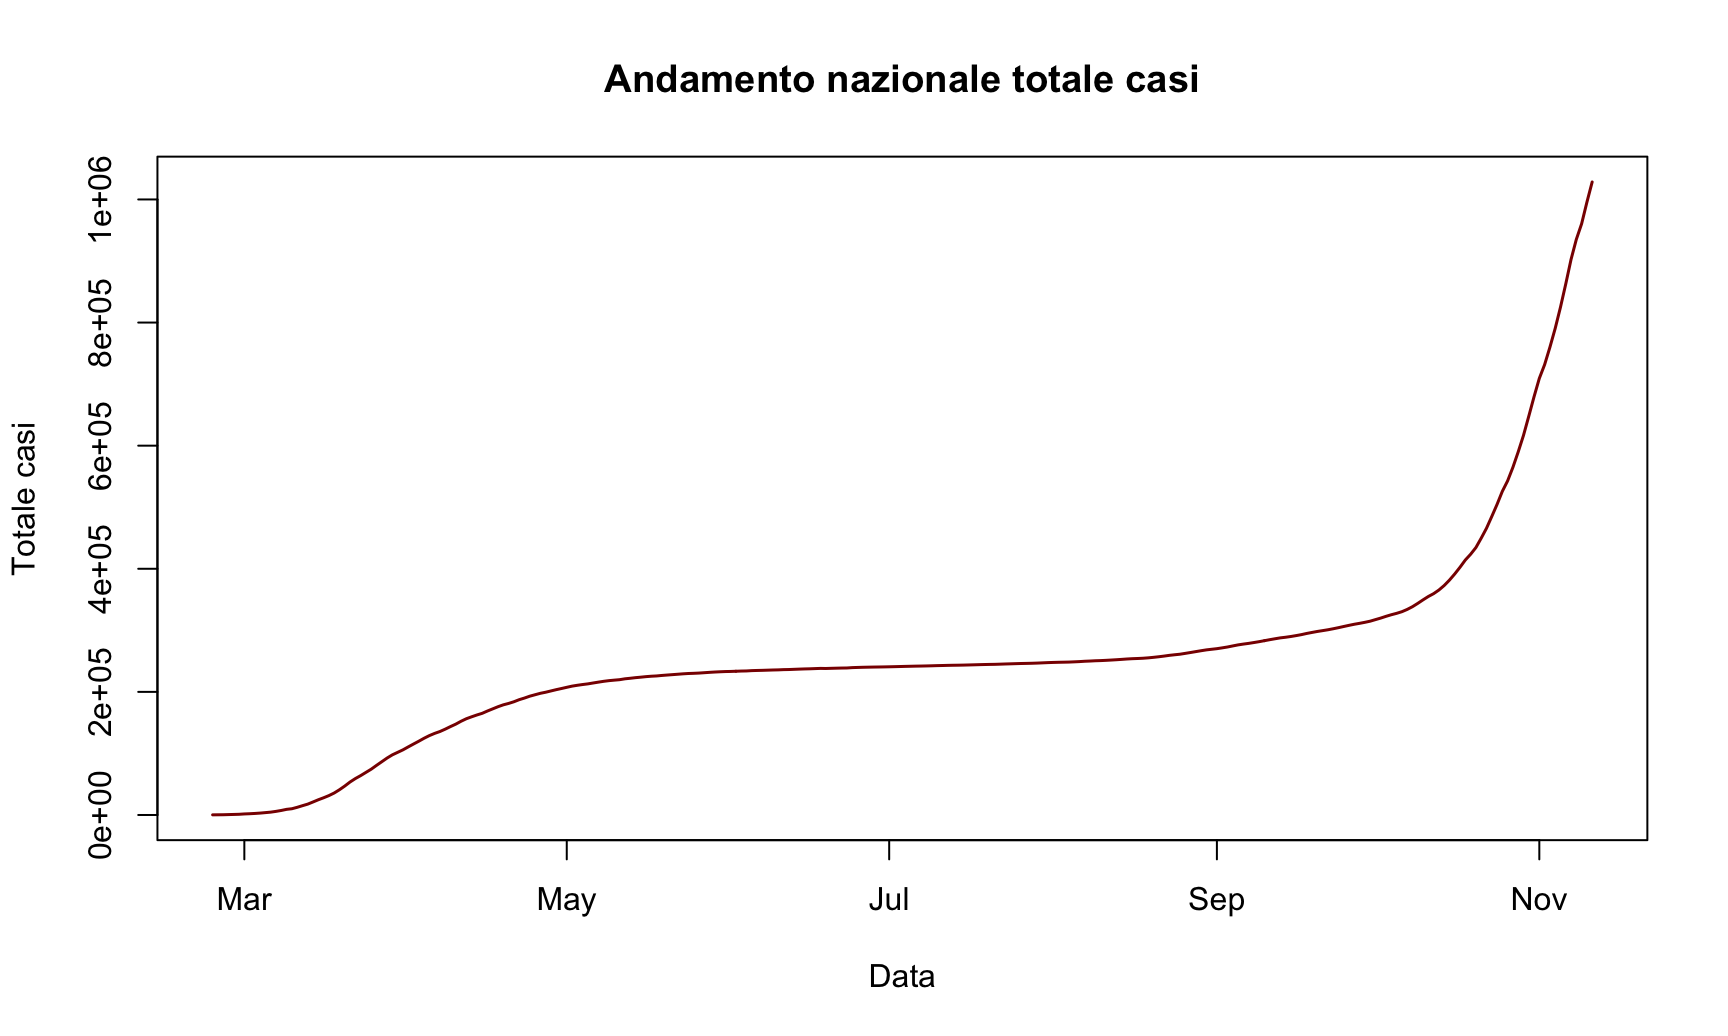 Andamento nazionale totale casi
Totale casi
1e+06
8e+05
6e+05
4e+05
2e+05
0e+00
Mar May Jul Sep Nov
Data